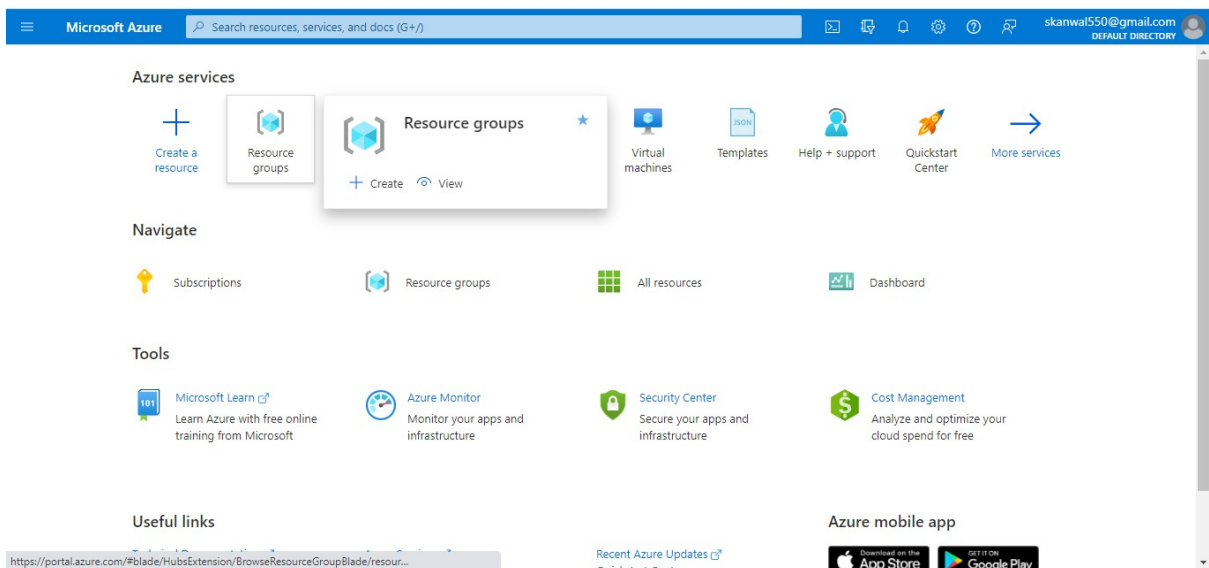 Microsoft Azure
Search resources, services, and docs (G+/)
skanwal550@gmail.com
DEFAULT DIRECTORY
Azure services
Create a
resource
Resource
groups
Resource groups
Create
View
Virtual
machines
JSON
Templates
Help + support
Quickstart
Center
More services
Navigate
Subscriptions
Resource groups
All resources
Dashboard
Tools
101
Microsoft Learn
Learn Azure with free online
training from Microsoft
Azure Monitor
Monitor your apps and
infrastructure
Security Center
Secure your apps and
infrastructure
Cost Management
Analyze and optimize your
cloud spend for free
Useful links
Azure mobile app
Recent Azure Updates
Download on the
App Store
GET IT ON
Google Play
https://portal.azure.com/#blade/HubsExtension/BrowseResourceGroupBlade/resour...